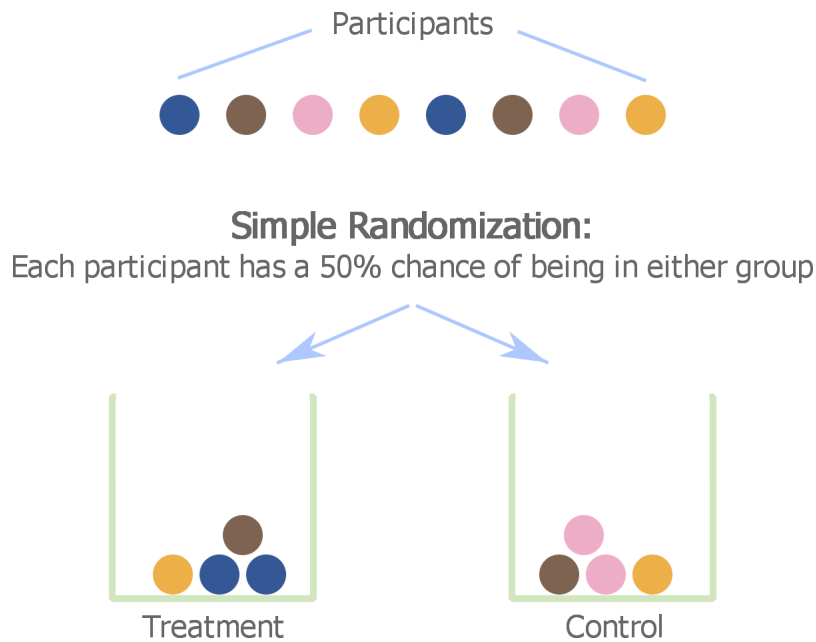 Participants
Simple Randomization:
Each participant has a 50% chance of being in either group
Treatment
Control